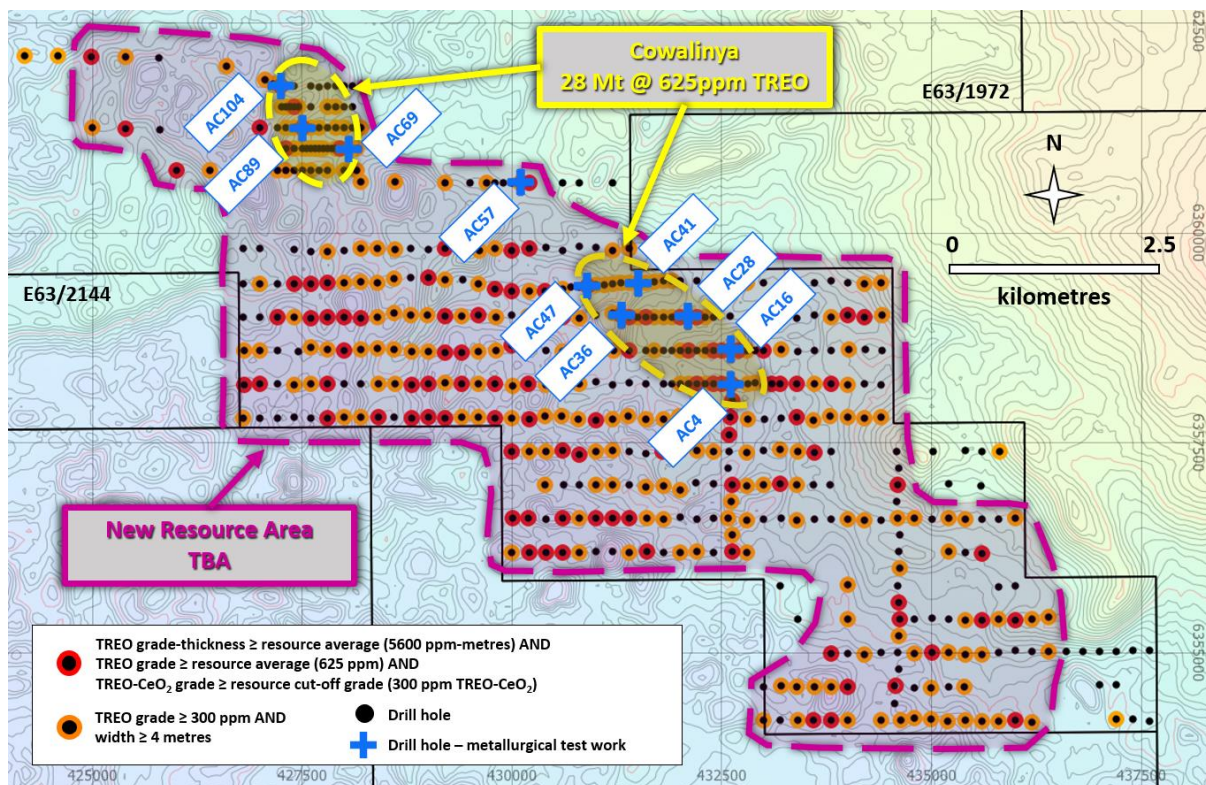 62500
Cowalinya
28 Mt @ 625ppm TREO
E63/1972
AC104
AC69
AC89
N
AC57
AC41
6360000
0 2.5
kilometres
AC28
E63/2144
AC16
AC47
AC36
AC4
6357500
New Resource Area
TBA
TREO grade-thickness ≥ resource average (5600 ppm-metres) AND
TREO grade ≥ resource average (625 ppm) AND
TREO-CeO₂ grade ≥ resource cut-off grade (300 ppm TREO-CeO₂)
TREO grade ≥ 300 ppm AND
width ≥ 4 metres
Drill hole
Drill hole – metallurgical test work
6355000
425000 427500 430000 432500 435000 437500